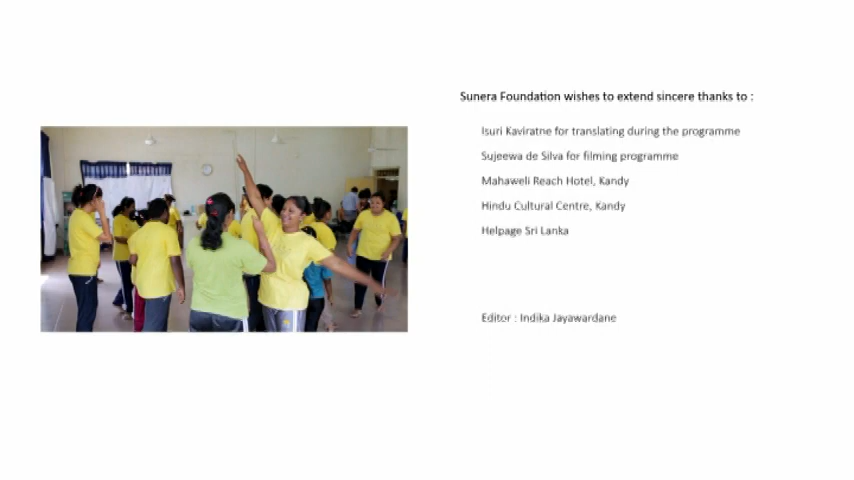 Sunera Foundation wishes to extend sincere thanks to :
Isuri Kaviratne for translating during the programme
Sujeewa de Silva for filming programme
Mahaweli Reach Hotel, Kandy
Hindu Cultural Centre, Kandy
Helpage Sri Lanka
Editor : Indika Jayawardane